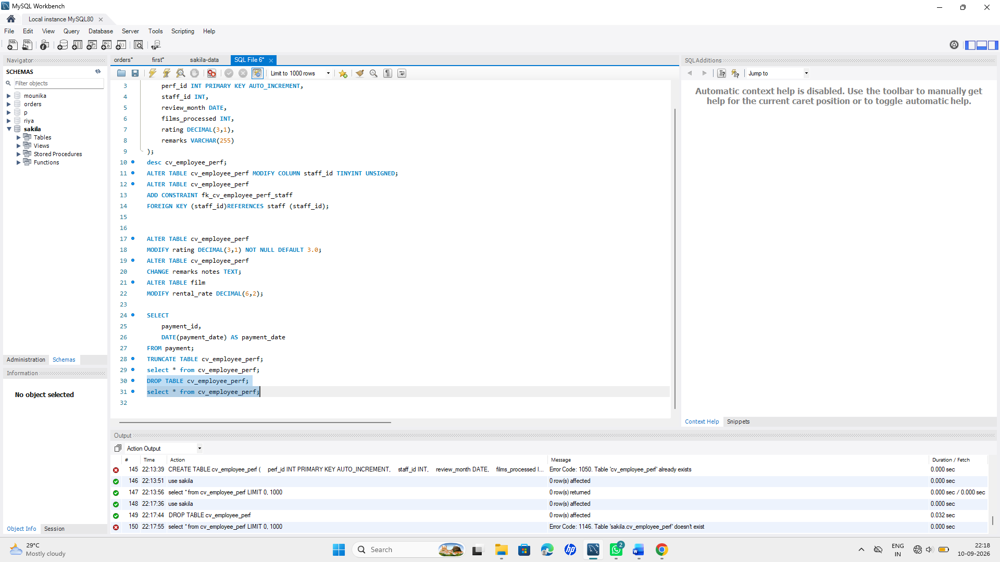 MySQL Workbench
Local instance MySQL80
File Edit View Query Database Server Tools Scripting Help
Navigator
SCHEMAS
Filter objects
mounika
orders
p
riya
sakila
Tables
Views
Stored Procedures
Functions
Administration Schemas
Information
No object selected
Object Info Session
orders* first* sakila-data SQL File 6*
Limit to 1000 rows
3 perf_id INT PRIMARY KEY AUTO_INCREMENT,
4 staff_id INT,
5 review_month DATE,
6 films_processed INT,
7 rating DECIMAL(3,1),
8 remarks VARCHAR(255)
9 );
10 desc cv_employee_perf;
11 ALTER TABLE cv_employee_perf MODIFY COLUMN staff_id TINYINT UNSIGNED;
12 ALTER TABLE cv_employee_perf
13 ADD CONSTRAINT fk_cv_employee_perf_staff
14 FOREIGN KEY (staff_id)REFERENCES staff (staff_id);
15
16
17 ALTER TABLE cv_employee_perf
18 MODIFY rating DECIMAL(3,1) NOT NULL DEFAULT 3.0;
19 ALTER TABLE cv_employee_perf
20 CHANGE remarks notes TEXT;
21 ALTER TABLE film
22 MODIFY rental_rate DECIMAL(6,2);
23
24 SELECT
25 payment_id,
26 DATE(payment_date) AS payment_date
27 FROM payment;
28 TRUNCATE TABLE cv_employee_perf;
29 select * from cv_employee_perf;
30 DROP TABLE cv_employee_perf;
31 select * from cv_employee_perf;
32
SQLAdditions
Jump to
Automatic context help is disabled. Use the toolbar to manually get
help for the current caret position or to toggle automatic help.
Context Help Snippets
Output
Action Output
# Time Action Message Duration / Fetch
145 22:13:39 CREATE TABLE cv_employee_perf ( perf_id INT PRIMARY KEY AUTO_INCREMENT, staff_id INT, review_month DATE, films_processed I... Error Code: 1050. Table 'cv_employee_perf' already exists 0.000 sec
146 22:13:51 use sakila 0 row(s) affected 0.000 sec
147 22:13:56 select * from cv_employee_perf LIMIT 0, 1000 0 row(s) returned 0.000 sec / 0.000 sec
148 22:17:36 use sakila 0 row(s) affected 0.000 sec
149 22:17:44 DROP TABLE cv_employee_perf 0 row(s) affected 0.032 sec
150 22:17:55 select * from cv_employee_perf LIMIT 0, 1000 Error Code: 1146. Table 'sakila.cv_employee_perf' doesn't exist 0.000 sec
29°C
Mostly cloudy
Search
hp
2
W
ENG
IN
22:18
10-09-2026